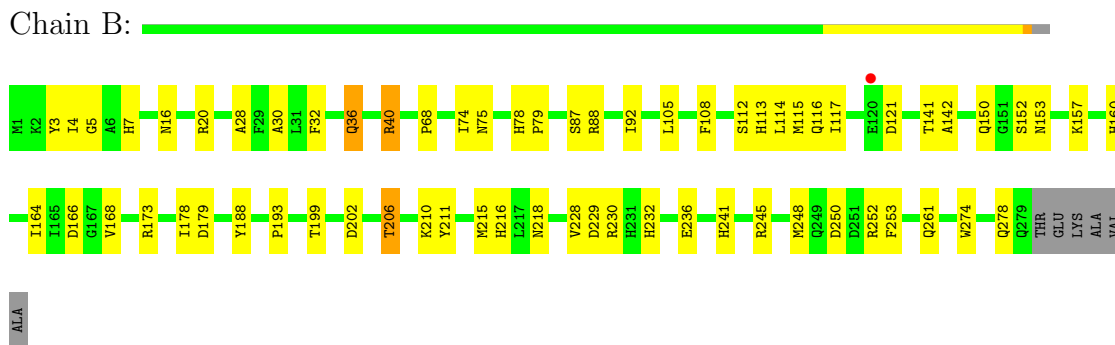 Chain B:
M1 K2 Y3 I4 G5 A6 H7 N16 R20 A28 F29 A30 L31 F32 Q36 R40 P68 I74 N75 H78 P79 S87 R88 I92 L105 F108 S112 H113 L114 M115 Q116 I117 E120 D121 T141 A142 Q150 G151 S152 N153 K157 H160
I164 I165 D166 G167 V168 R173 I178 D179 Y188 P193 T199 D202 T206 K210 Y211 M215 H216 L217 N218 V228 D229 R230 H231 H232 E236 H241 R245 M248 Q249 D250 D251 R252 F253 Q261 W274 Q278 Q279 THR GLU LYS ALA VAL
ALA